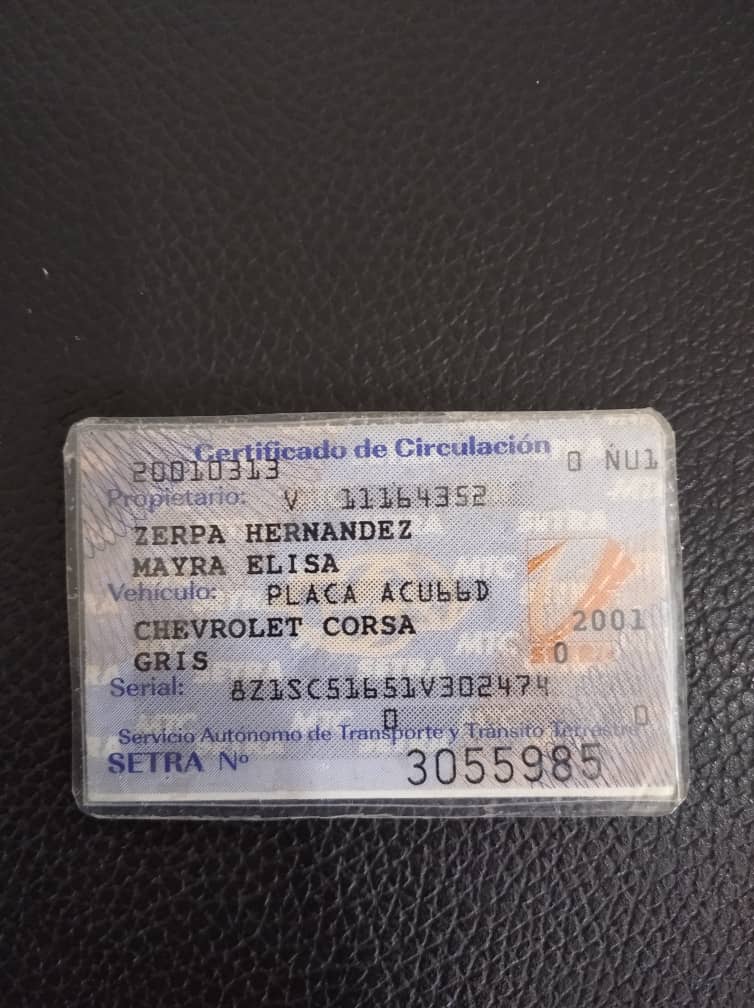 Certificado de Circulación
20010313 0 ÑU1
Propietario: V 11164352
ZERPA HERNANDEZ
MAYRA ELISA
Vehículo: PLACA ACU66D
CHEVROLET CORSA 2001
GRIS 0
Serial: 8Z1SC51651V302474
0 0
Servicio Autónomo de Transporte y Tránsito Terrestre
SETRA Nº 3055985